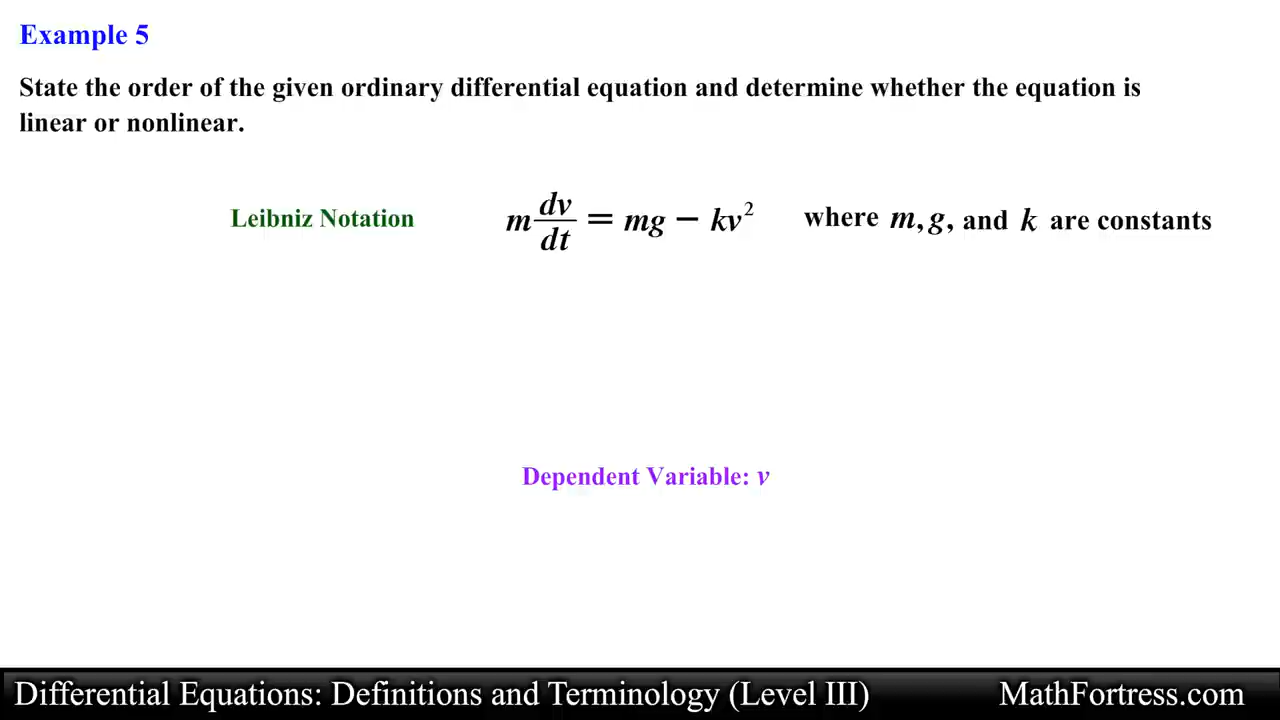 Example 5
State the order of the given ordinary differential equation and determine whether the equation is
linear or nonlinear.
Leibniz Notation m dv/dt = mg − kv² where m, g, and k are constants
Dependent Variable: v
Differential Equations: Definitions and Terminology (Level III) MathFortress.com